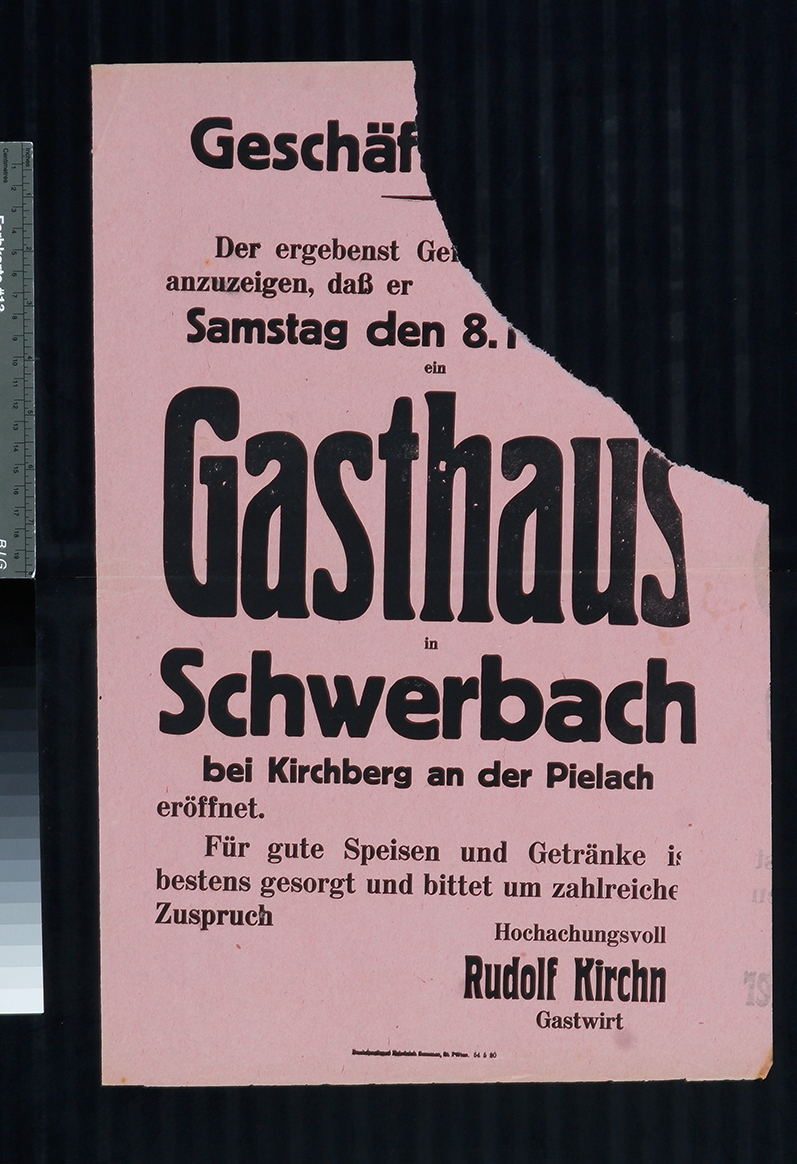 Geschäf
Der ergebenst Ge
anzuzeigen, daß er
Samstag den 8.
ein
Gasthaus
in
Schwerbach
bei Kirchberg an der Pielach
eröffnet.
Für gute Speisen und Getränke is
bestens gesorgt und bittet um zahlreiche
Zuspruch
Hochachungsvoll
Rudolf Kirchn
Gastwirt